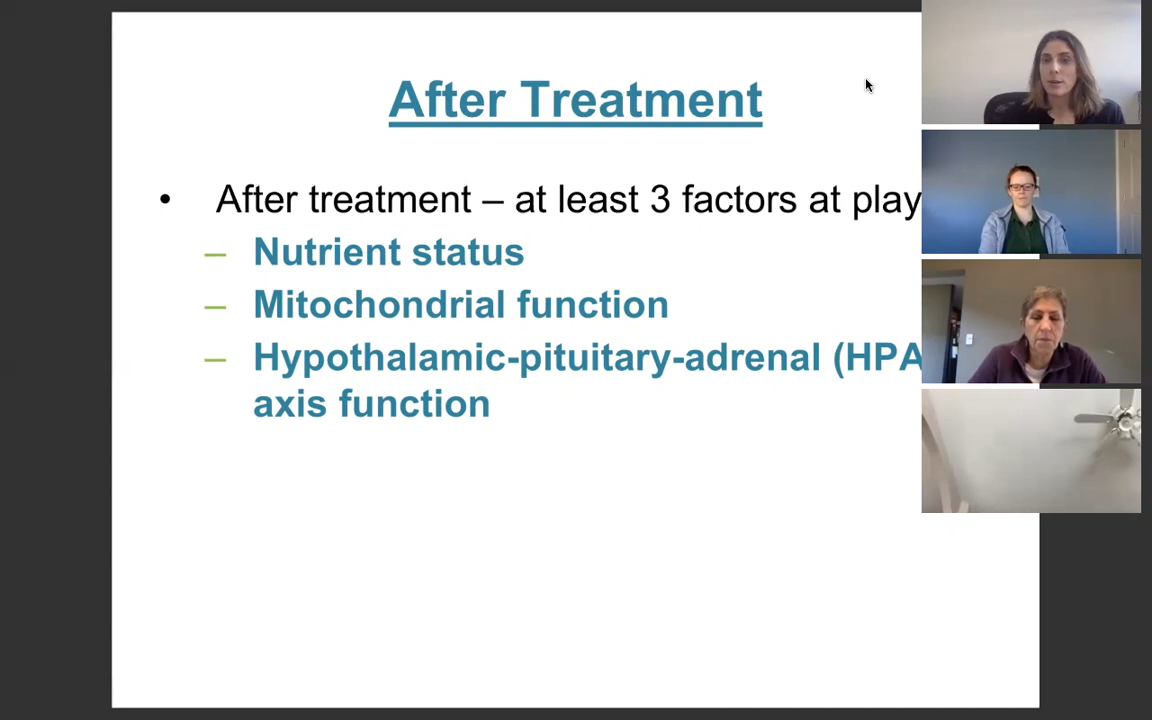 After Treatment
• After treatment – at least 3 factors at play
– Nutrient status
– Mitochondrial function
– Hypothalamic-pituitary-adrenal (HPA
axis function